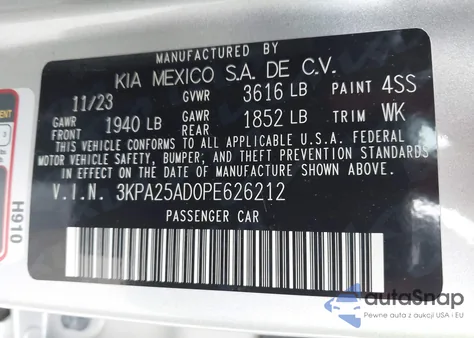 MANUFACTURED BY
KIA MEXICO S.A. DE C.V.
11/23 GVWR 3616 LB PAINT 4SS
GAWR FRONT 1940 LB GAWR REAR 1852 LB TRIM WK
THIS VEHICLE CONFORMS TO ALL APPLICABLE U.S.A. FEDERAL
MOTOR VEHICLE SAFETY, BUMPER, AND THEFT PREVENTION STANDARDS
IN EFFECT ON THE DATE OF MANUFACTURE SHOWN ABOVE.
V.I.N. 3KPA25AD0PE626212
PASSENGER CAR
H910
autaSnap
Pewne auta z aukcji USA i EU